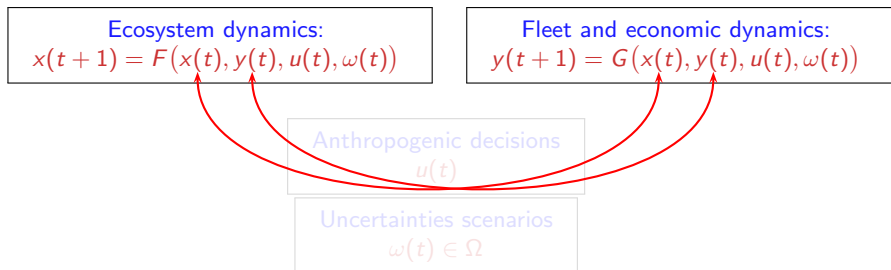 Ecosystem dynamics:
x(t + 1) = F(x(t), y(t), u(t), ω(t))
Fleet and economic dynamics:
y(t + 1) = G(x(t), y(t), u(t), ω(t))
Anthropogenic decisions
u(t)
Uncertainties scenarios
ω(t) ∈ Ω